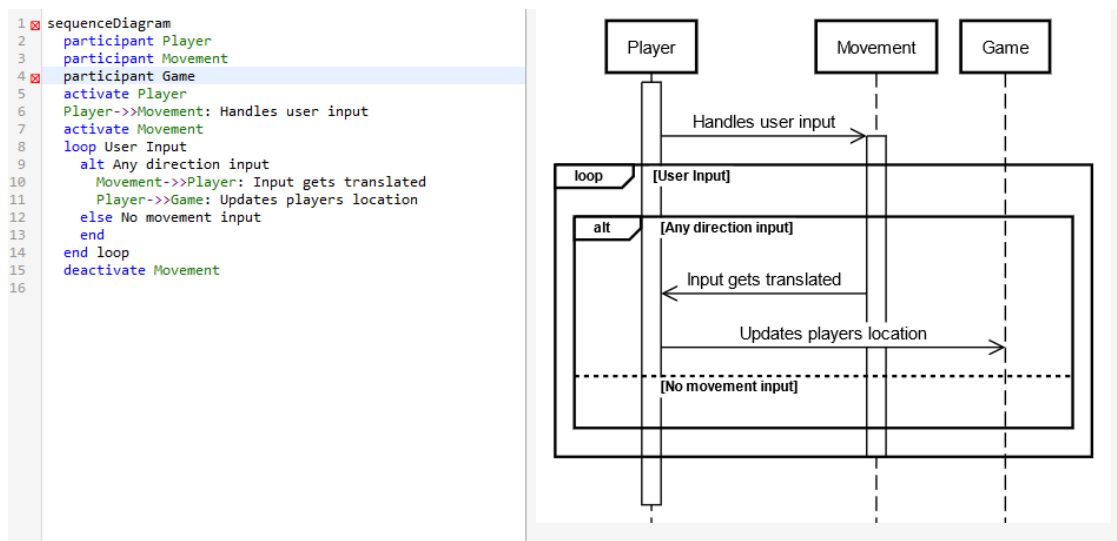 1 sequenceDiagram
2 participant Player
3 participant Movement
4 participant Game
5 activate Player
6 Player->>Movement: Handles user input
7 activate Movement
8 loop User Input
9 alt Any direction input
10 Movement->>Player: Input gets translated
11 Player->>Game: Updates players location
12 else No movement input
13 end
14 end loop
15 deactivate Movement
16
Player Movement Game
Handles user input
loop [User Input]
alt [Any direction input]
Input gets translated
Updates players location
[No movement input]